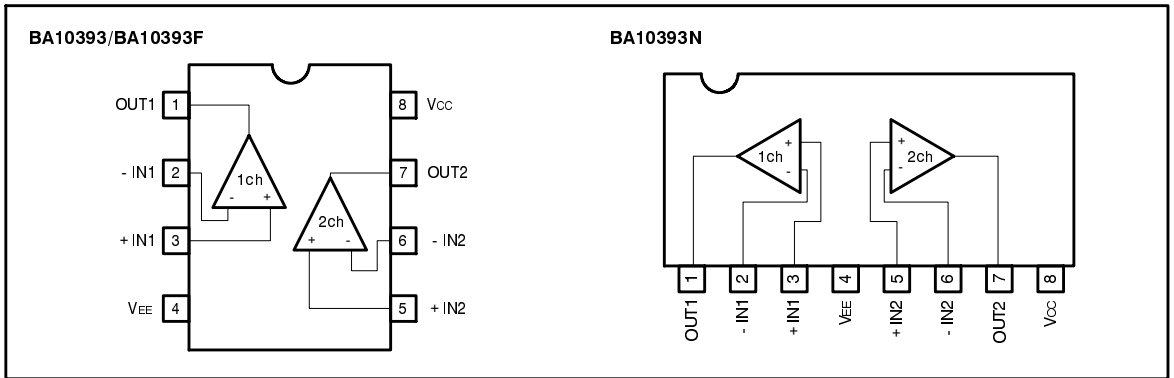 BA10393/BA10393F
OUT1 1
8 VCC
- IN1 2
1ch
- +
7 OUT2
+ IN1 3
2ch
+ -
6 - IN2
VEE 4
5 + IN2
BA10393N
1ch
+
-
2ch
+
-
1 2 3 4 5 6 7 8
OUT1
- IN1
+ IN1
VEE
+ IN2
- IN2
OUT2
VCC